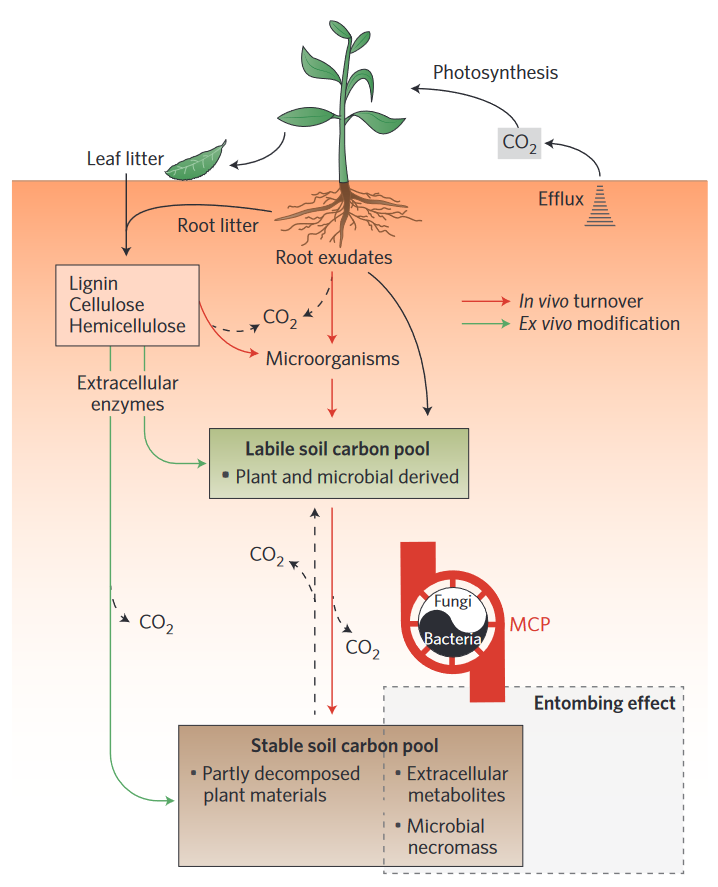 Photosynthesis
CO2
Leaf litter
Efflux
Root litter
Root exudates
Lignin
Cellulose
Hemicellulose
CO2
In vivo turnover
Ex vivo modification
Microorganisms
Extracellular
enzymes
Labile soil carbon pool
• Plant and microbial derived
CO2
Fungi
Bacteria
MCP
CO2
CO2
Entombing effect
Stable soil carbon pool
• Partly decomposed
plant materials
• Extracellular
metabolites
• Microbial
necromass